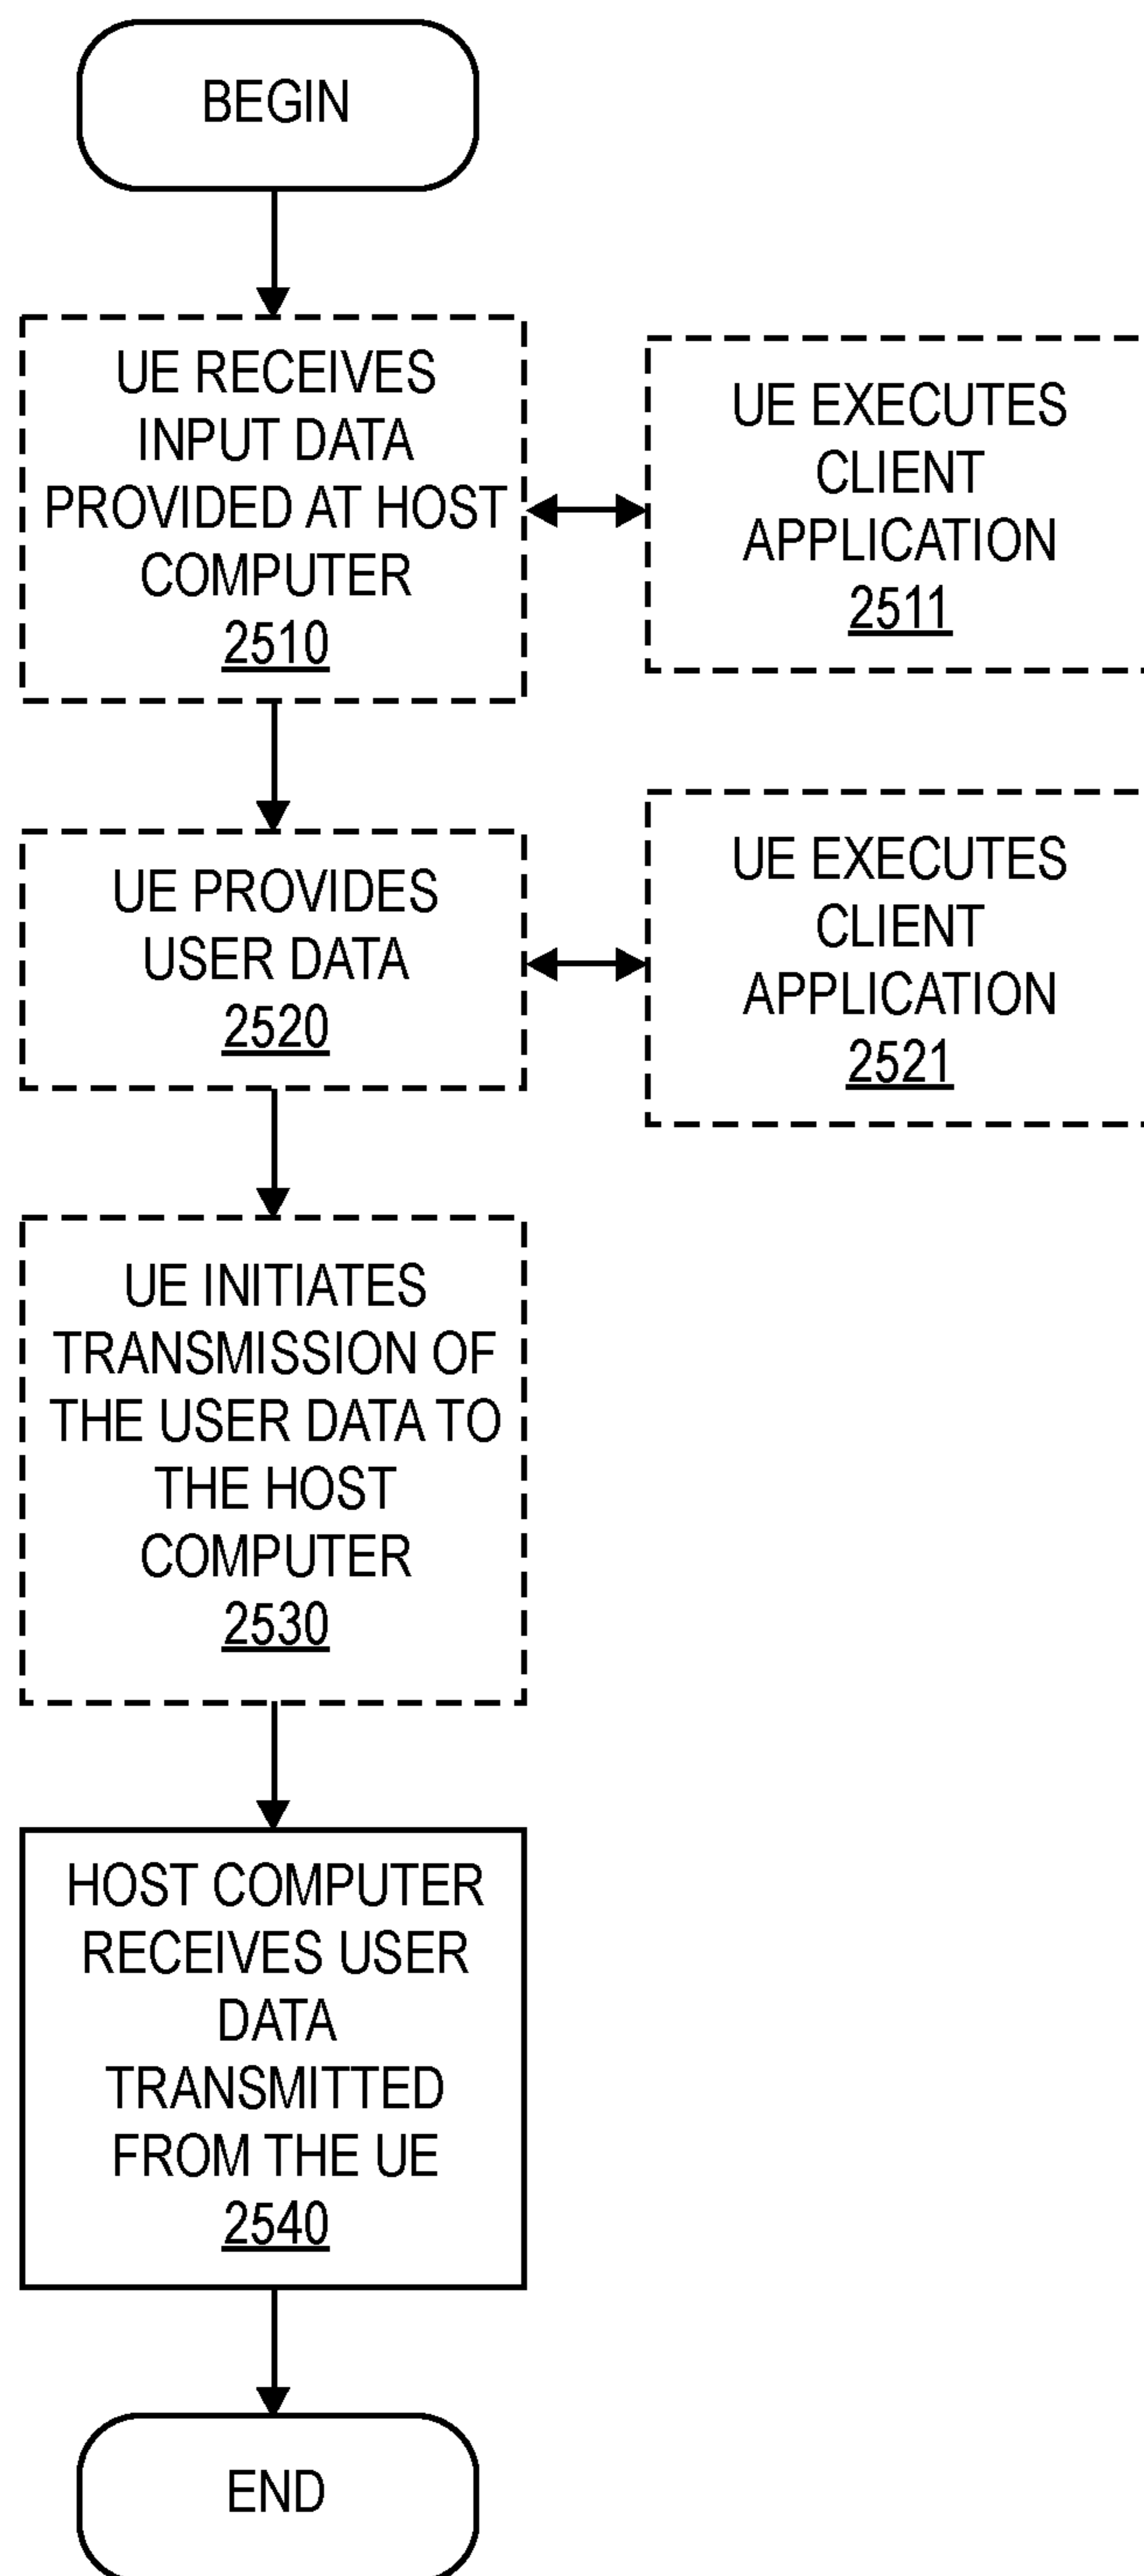 BEGIN
UE RECEIVES
INPUT DATA
PROVIDED AT HOST
COMPUTER
2510
UE EXECUTES
CLIENT
APPLICATION
2511
UE PROVIDES
USER DATA
2520
UE EXECUTES
CLIENT
APPLICATION
2521
UE INITIATES
TRANSMISSION OF
THE USER DATA TO
THE HOST
COMPUTER
2530
HOST COMPUTER
RECEIVES USER
DATA
TRANSMITTED
FROM THE UE
2540
END